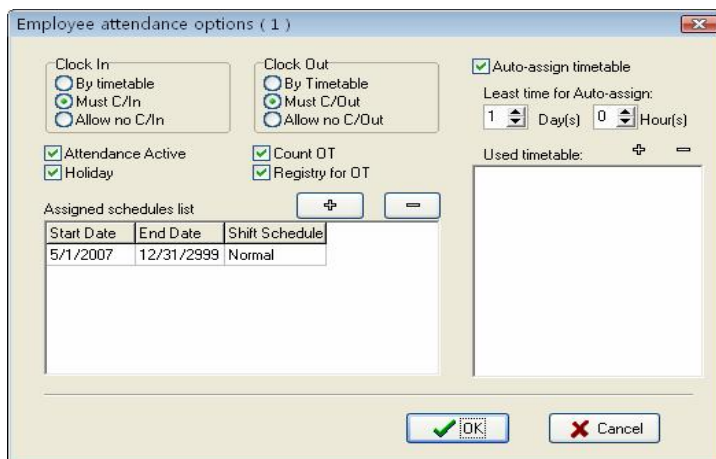 Employee attendance options ( 1 )
Clock In
By timetable
Must C/In
Allow no C/In
Clock Out
By Timetable
Must C/Out
Allow no C/Out
Attendance Active
Holiday
Count OT
Registry for OT
Assigned schedules list
Start Date End Date Shift Schedule
5/1/2007 12/31/2999 Normal
Auto-assign timetable
Least time for Auto-assign:
1 Day(s) 0 Hour(s)
Used timetable:
OK Cancel